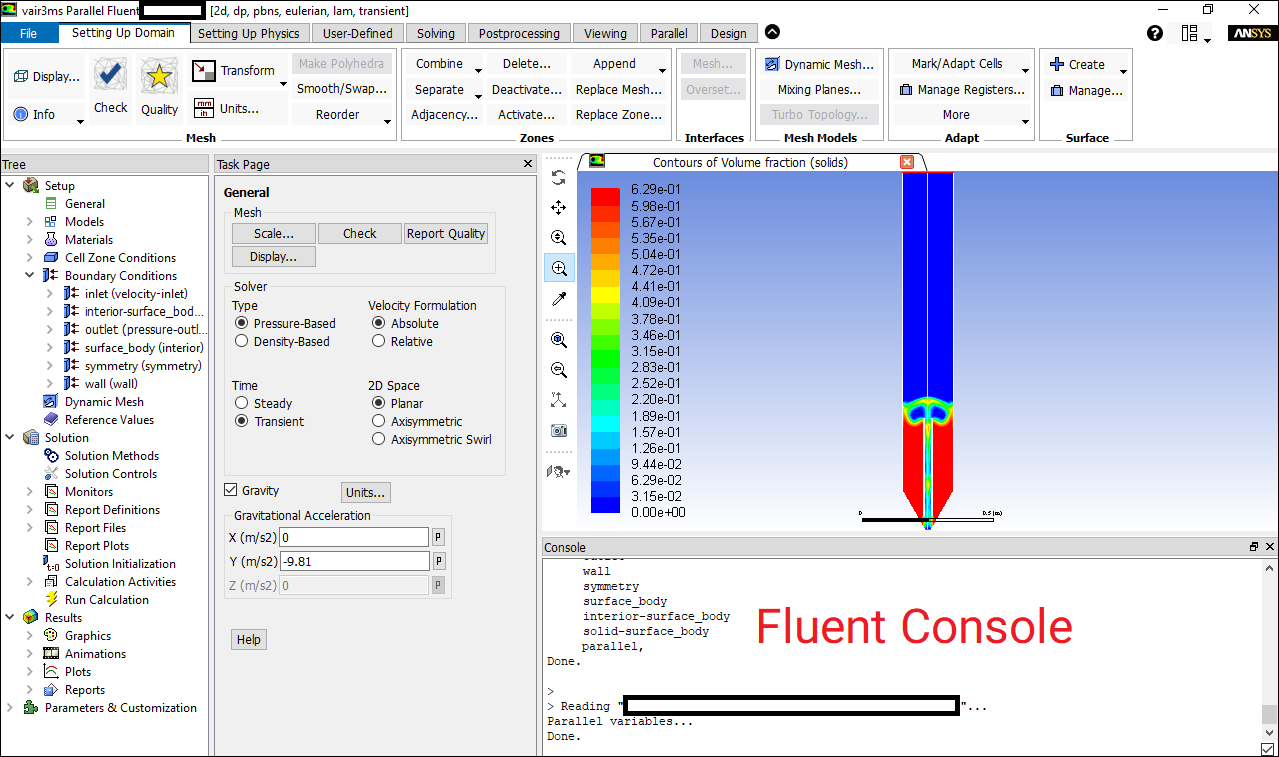 vair3ms Parallel Fluent [2d, dp, pbns, eulerian, lam, transient]
File Setting Up Domain Setting Up Physics User-Defined Solving Postprocessing Viewing Parallel Design
ANSYS
Display...
Info
Check
Quality
Transform
mm
in
Units...
Make Polyhedra
Smooth/Swap...
Reorder
Mesh
Combine Delete... Append
Separate Deactivate... Replace Mesh...
Adjacency... Activate... Replace Zone...
Zones
Mesh...
Overset...
Interfaces
Dynamic Mesh...
Mixing Planes...
Turbo Topology...
Mesh Models
Mark/Adapt Cells
Manage Registers...
More
Adapt
Create
Manage...
Surface
Tree
Setup
General
Models
Materials
Cell Zone Conditions
Boundary Conditions
inlet (velocity-inlet)
interior-surface_bod...
outlet (pressure-outl...
surface_body (interior)
symmetry (symmetry)
wall (wall)
Dynamic Mesh
Reference Values
Solution
Solution Methods
Solution Controls
Monitors
Report Definitions
Report Files
Report Plots
Solution Initialization
Calculation Activities
Run Calculation
Results
Graphics
Animations
Plots
Reports
Parameters & Customization
Task Page
General
Mesh
Scale... Check Report Quality
Display...
Solver
Type Velocity Formulation
Pressure-Based Absolute
Density-Based Relative
Time 2D Space
Steady Planar
Transient Axisymmetric
Axisymmetric Swirl
Gravity Units...
Gravitational Acceleration
X (m/s2) 0 P
Y (m/s2) -9.81 P
Z (m/s2) 0 P
Help
Contours of Volume fraction (solids)
6.29e-01
5.98e-01
5.67e-01
5.35e-01
5.04e-01
4.72e-01
4.41e-01
4.09e-01
3.78e-01
3.46e-01
3.15e-01
2.83e-01
2.52e-01
2.20e-01
1.89e-01
1.57e-01
1.26e-01
9.44e-02
6.29e-02
3.15e-02
0.00e+00
0 0.5 (m)
Console
wall
symmetry
surface_body
interior-surface_body
solid-surface_body
parallel,
Done.
>
> Reading " "...
Parallel variables...
Done.
Fluent Console